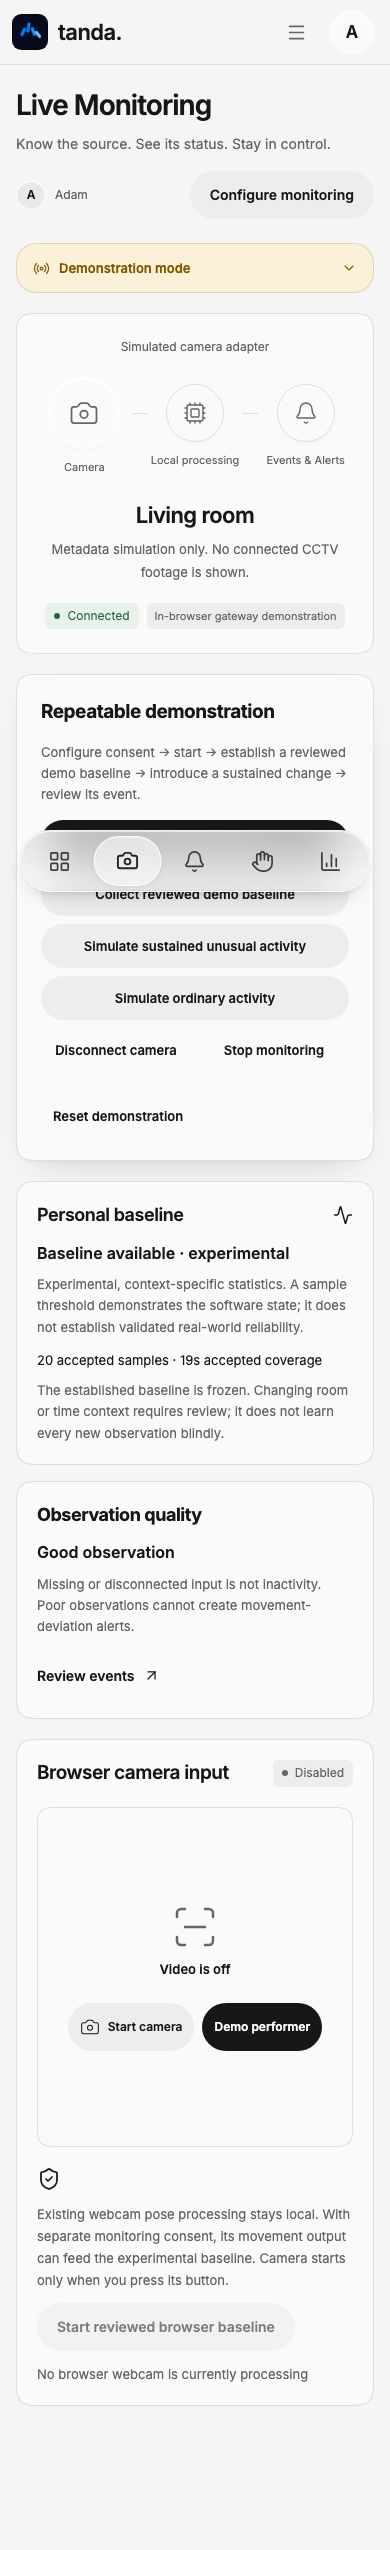 tanda.
A
Live Monitoring
Know the source. See its status. Stay in control.
A Adam
Configure monitoring
Demonstration mode
Simulated camera adapter
Camera
Local processing
Events & Alerts
Living room
Metadata simulation only. No connected CCTV
footage is shown.
Connected
In-browser gateway demonstration
Repeatable demonstration
Configure consent → start → establish a reviewed
demo baseline → introduce a sustained change →
review its event.
Collect reviewed demo baseline
Simulate sustained unusual activity
Simulate ordinary activity
Disconnect camera
Stop monitoring
Reset demonstration
Personal baseline
Baseline available · experimental
Experimental, context-specific statistics. A sample
threshold demonstrates the software state; it does
not establish validated real-world reliability.
20 accepted samples · 19s accepted coverage
The established baseline is frozen. Changing room
or time context requires review; it does not learn
every new observation blindly.
Observation quality
Good observation
Missing or disconnected input is not inactivity.
Poor observations cannot create movement-
deviation alerts.
Review events
Browser camera input
Disabled
Video is off
Start camera
Demo performer
Existing webcam pose processing stays local. With
separate monitoring consent, its movement output
can feed the experimental baseline. Camera starts
only when you press its button.
Start reviewed browser baseline
No browser webcam is currently processing